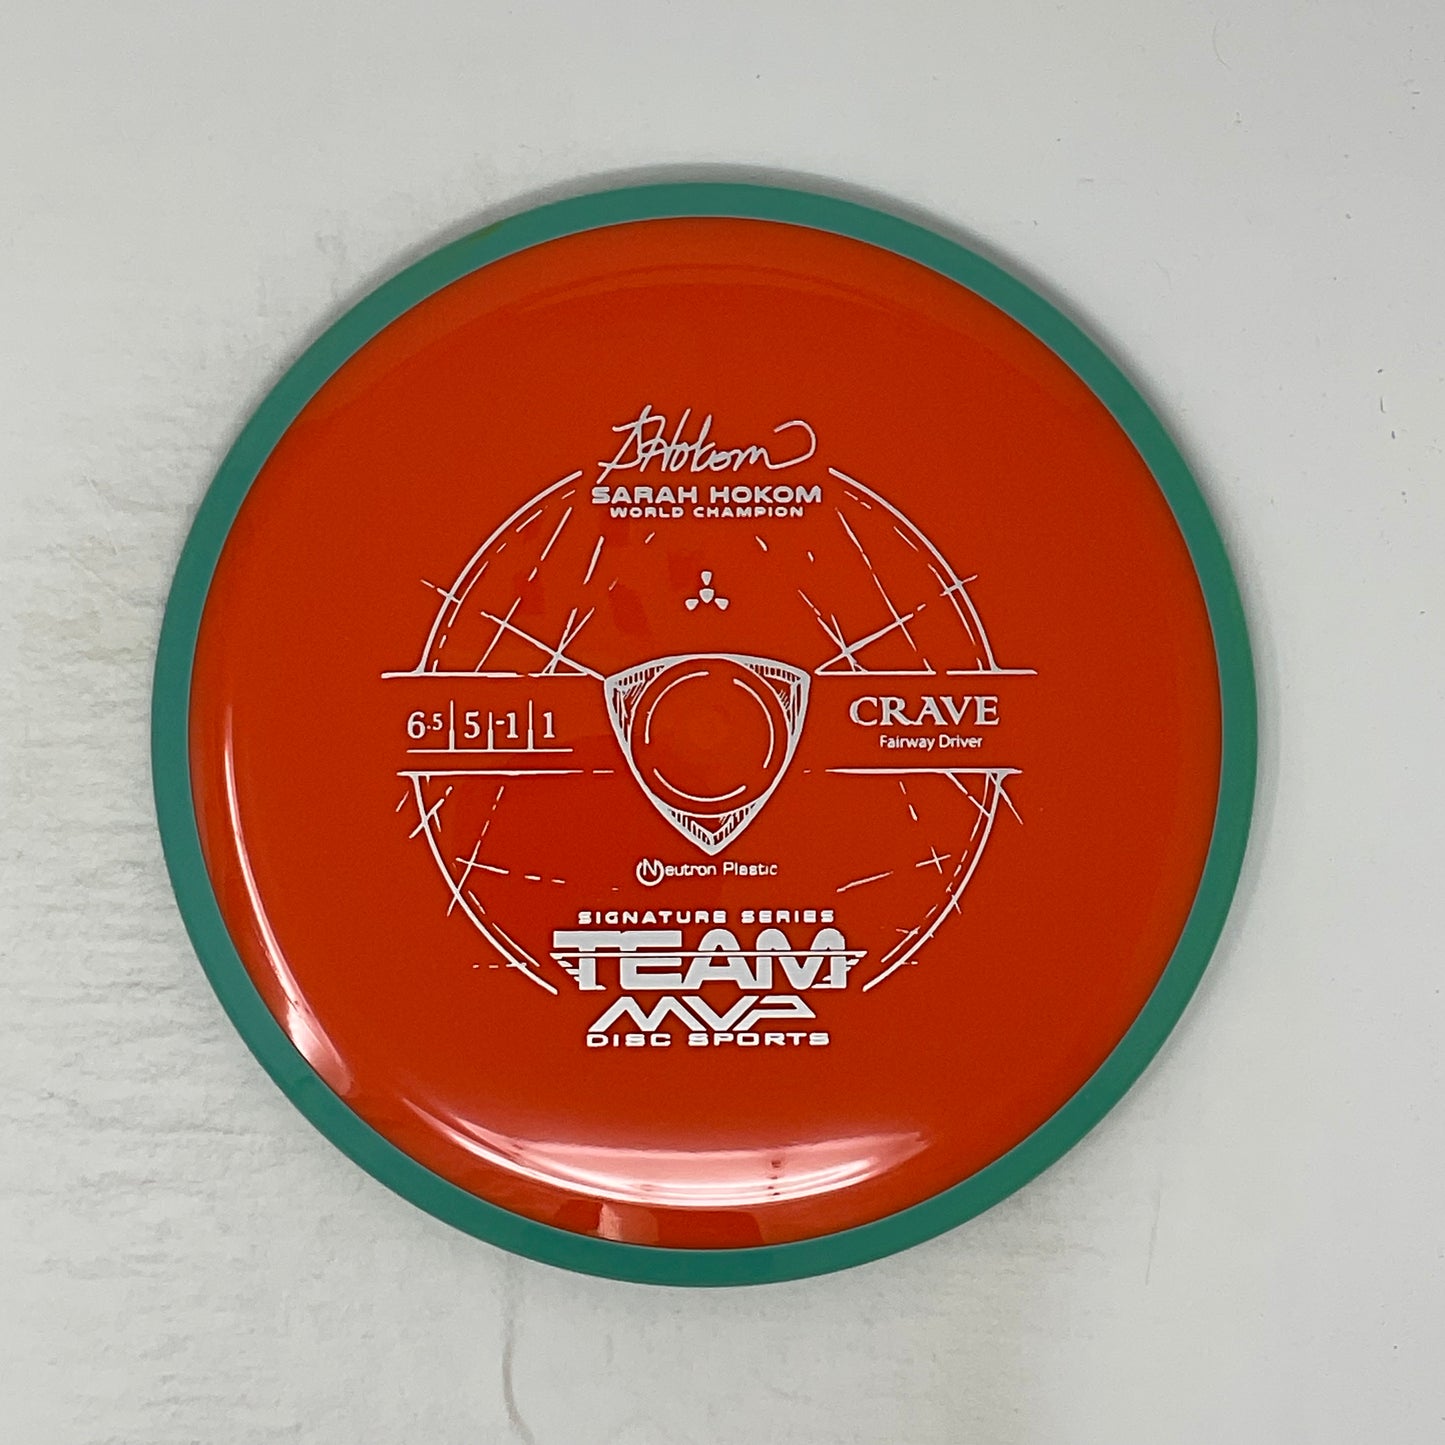 SHokom
SARAH HOKOM
WORLD CHAMPION
6.5 | 5 | -1 | 1
CRAVE
Fairway Driver
Neutron Plastic
SIGNATURE SERIES
TEAM
MVP
DISC SPORTS